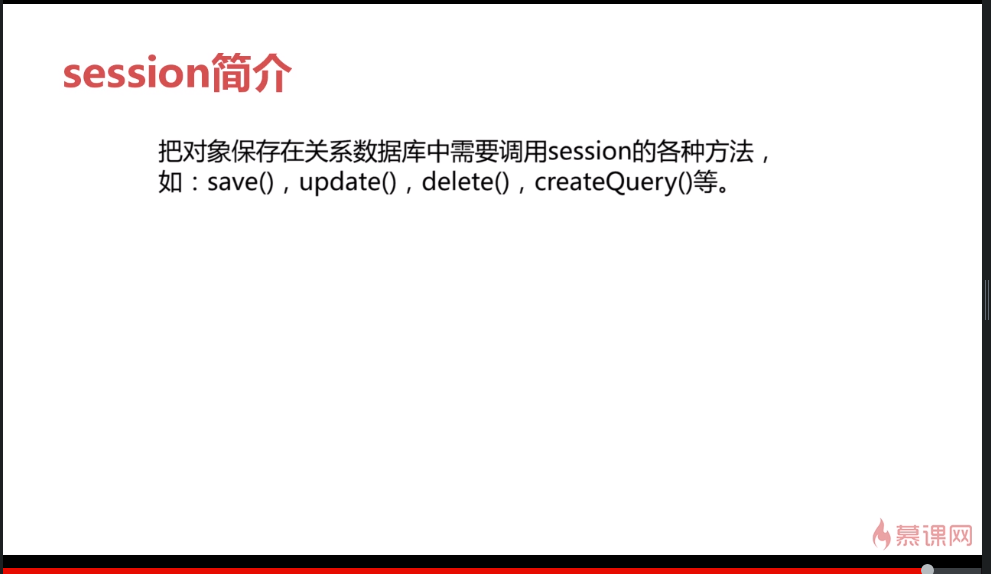 session简介
把对象保存在关系数据库中需要调用session的各种方法，
如：save()，update()，delete()，createQuery()等。
慕课网